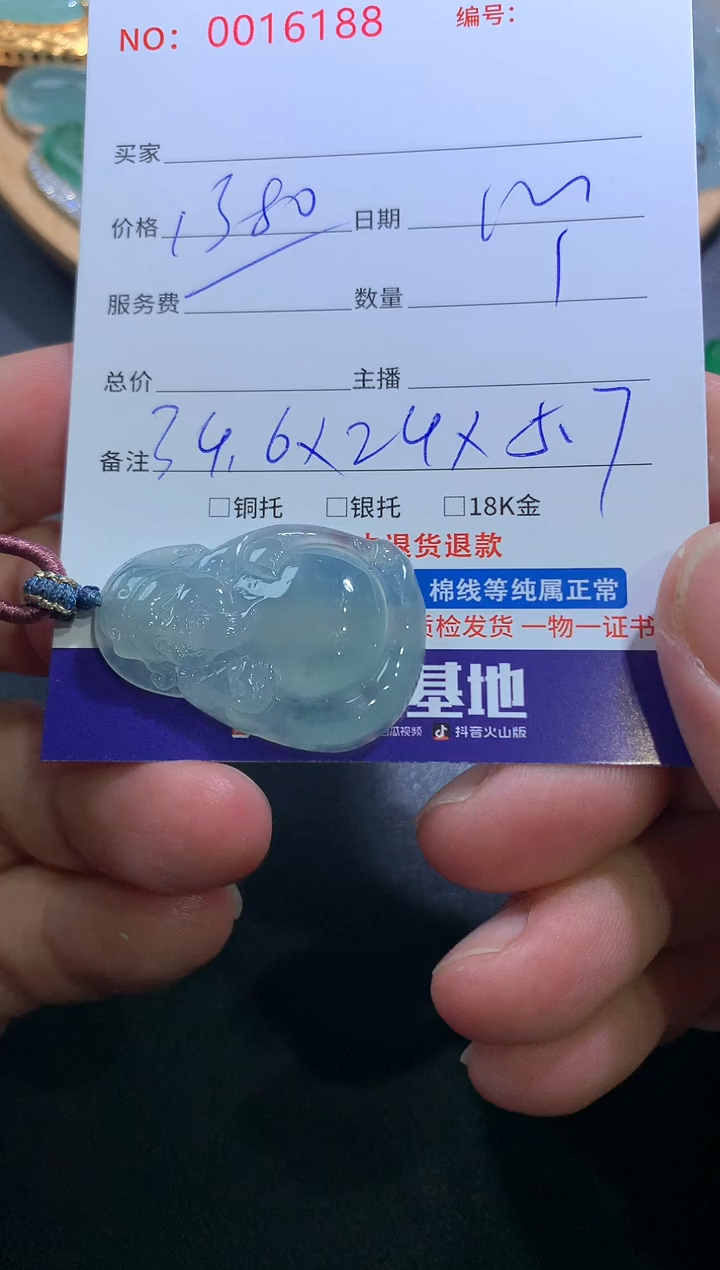 NO: 0016188 编号:
买家
价格 1380 日期
服务费 数量 1
总价 主播
备注 34.6x24x5.7
□铜托 □银托 □18K金
退货退款
棉线等纯属正常
质检发货 一物一证书
基地
瓜视频 抖音火山版